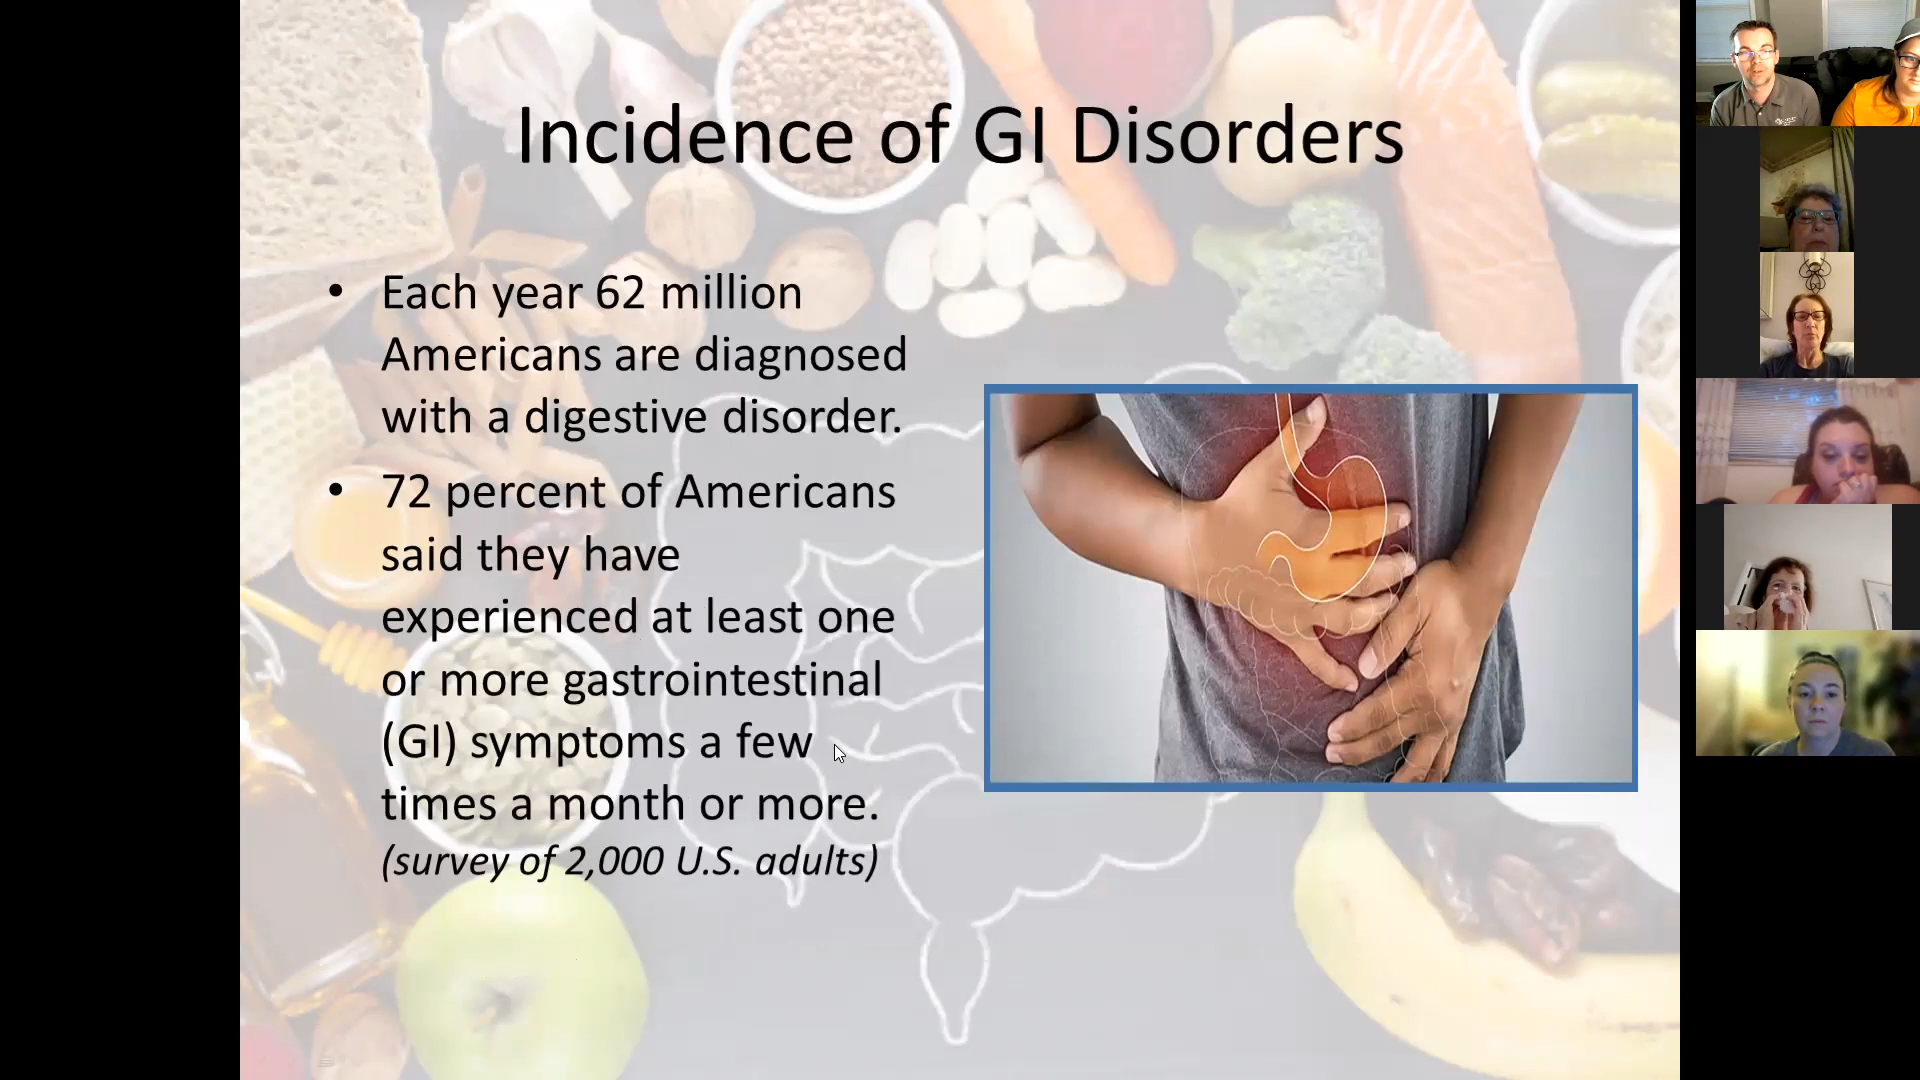 Incidence of GI Disorders
• Each year 62 million
Americans are diagnosed
with a digestive disorder.
• 72 percent of Americans
said they have
experienced at least one
or more gastrointestinal
(GI) symptoms a few
times a month or more.
(survey of 2,000 U.S. adults)